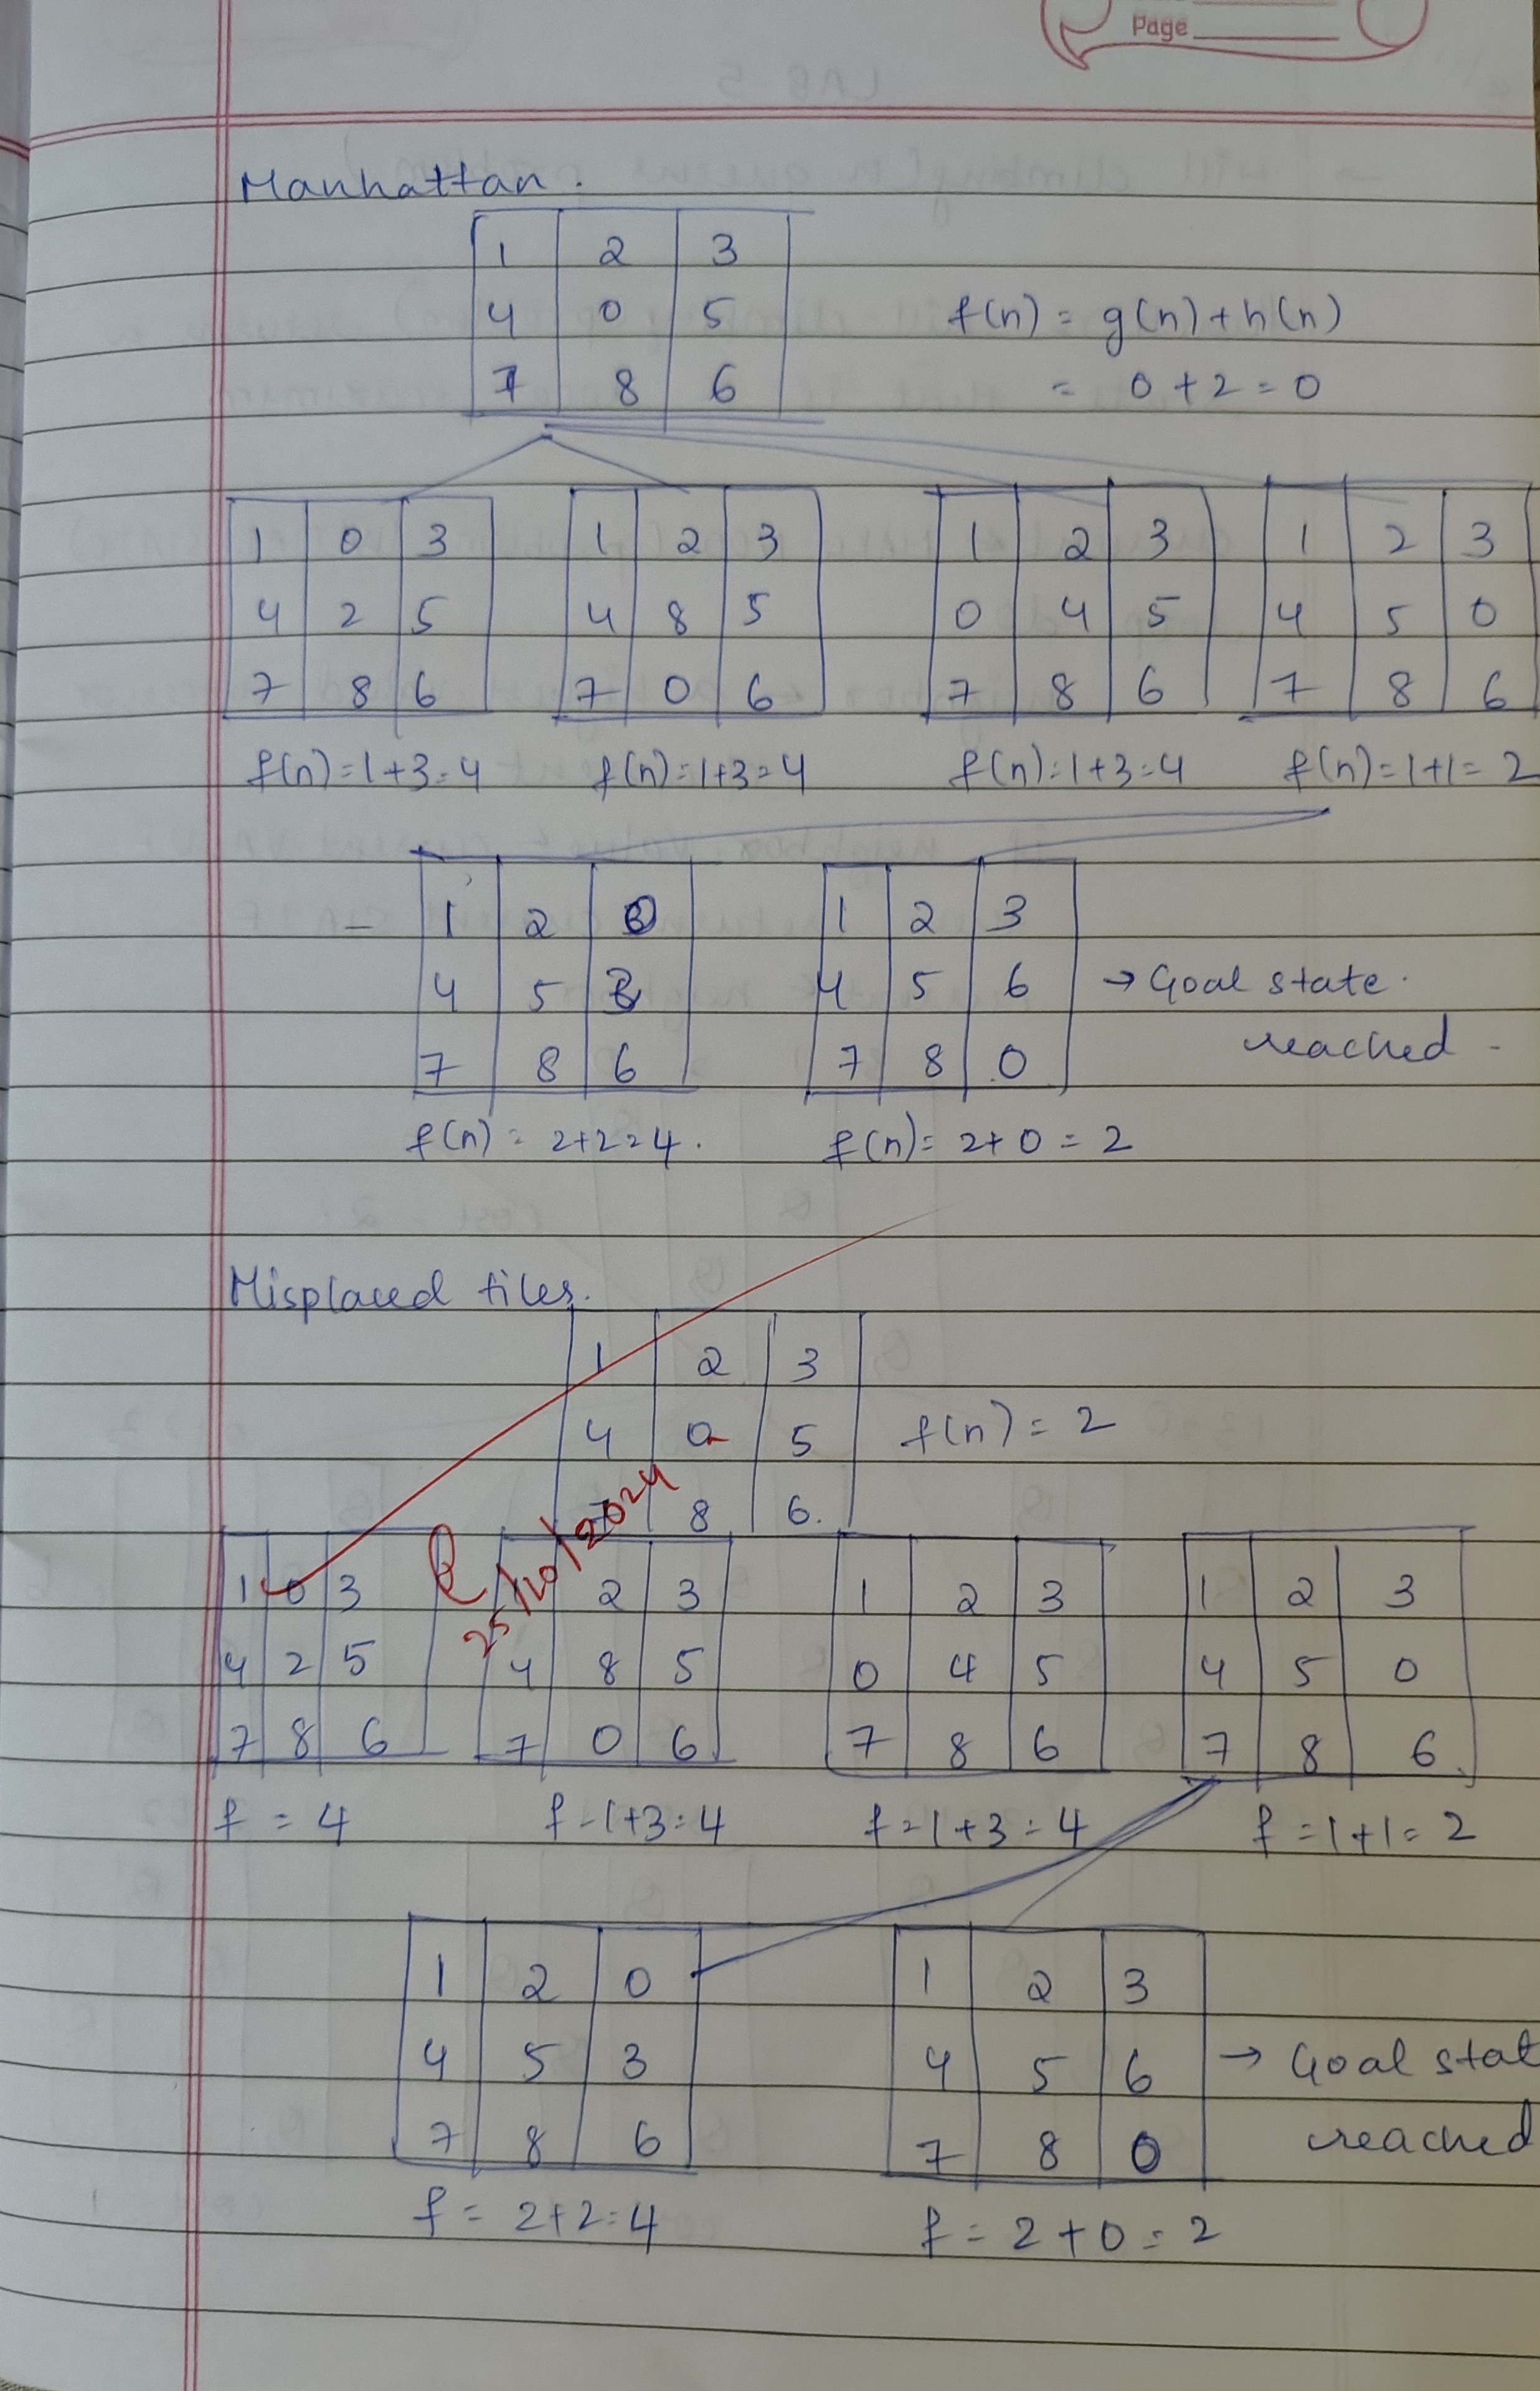 Page
Manhattan.
1 2 3
4 0 5 f(n) = g(n) + h(n)
7 8 6 = 0 + 2 = 0
1 0 3 1 2 3 1 2 3 1 2 3
4 2 5 4 8 5 0 4 5 4 5 0
7 8 6 7 0 6 7 8 6 7 8 6
f(n) = 1+3 = 4 f(n) = 1+3 = 4 f(n) = 1+3 = 4 f(n) = 1+1 = 2
1 2 0 1 2 3
4 5 3 4 5 6 → Goal state.
7 8 6 7 8 0 reached -
f(n) = 2+2 = 4. f(n) = 2+0 = 2
Misplaced tiles.
1 2 3
4 0 5 f(n) = 2
7 8 6.
25/10/2024
1 0 3 2 3 1 2 3 1 2 3
4 2 5 4 8 5 0 4 5 4 5 0
7 8 6 7 0 6 7 8 6 7 8 6.
f = 4 f = 1+3 = 4 f = 1+3 = 4 f = 1+1 = 2
1 2 0 1 2 3
4 5 3 4 5 6 → Goal stat
7 8 6 7 8 0 reached
f = 2+2 = 4 f = 2+0 = 2